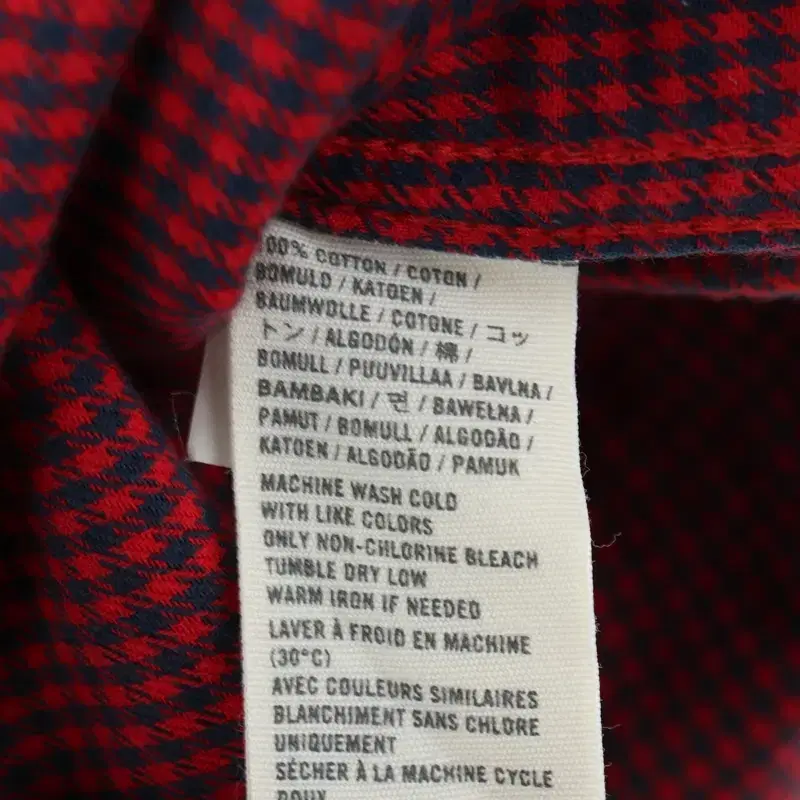 00% COTTON / COTON /
BOMULD / KATOEN /
BAUMWOLLE / COTONE / コッ
トン / ALGODÓN / 棉 /
BOMULL / PUUVILLAA / BAVLNA /
BAMBAKI / 면 / BAWEŁNA /
PAMUT / BOMULL / ALGODÃO /
KATOEN / ALGODÃO / PAMUK
MACHINE WASH COLD
WITH LIKE COLORS
ONLY NON-CHLORINE BLEACH
TUMBLE DRY LOW
WARM IRON IF NEEDED
LAVER À FROID EN MACHINE
(30°C)
AVEC COULEURS SIMILAIRES
BLANCHIMENT SANS CHLORE
UNIQUEMENT
SÉCHER À LA MACHINE CYCLE
DOUX